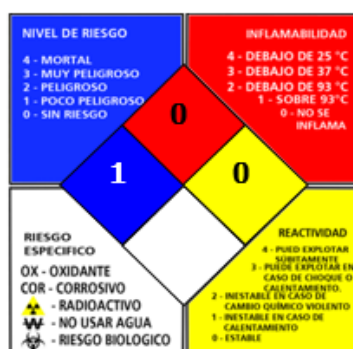 NIVEL DE RIESGO
4 - MORTAL
3 - MUY PELIGROSO
2 - PELIGROSO
1 - POCO PELIGROSO
0 - SIN RIESGO
INFLAMABILIDAD
4 - DEBAJO DE 25 °C
3 - DEBAJO DE 37 °C
2 - DEBAJO DE 93 °C
1 - SOBRE 93°C
0 - NO SE
INFLAMA
0
1
0
RIESGO
ESPECIFICO
OX - OXIDANTE
COR - CORROSIVO
- RADIOACTIVO
W - NO USAR AGUA
- RIESGO BIOLOGICO
REACTIVIDAD
4 - PUED EXPLOTAR
SÚBITAMENTE
3 - PUEDE EXPLOTAR EN
CASO DE CHOQUE O
CALENTAMIENTO.
2 - INESTABLE EN CASO DE
CAMBIO QUÍMICO VIOLENTO
1 - INESTABLE EN CASO DE
CALENTAMIENTO
0 - ESTABLE